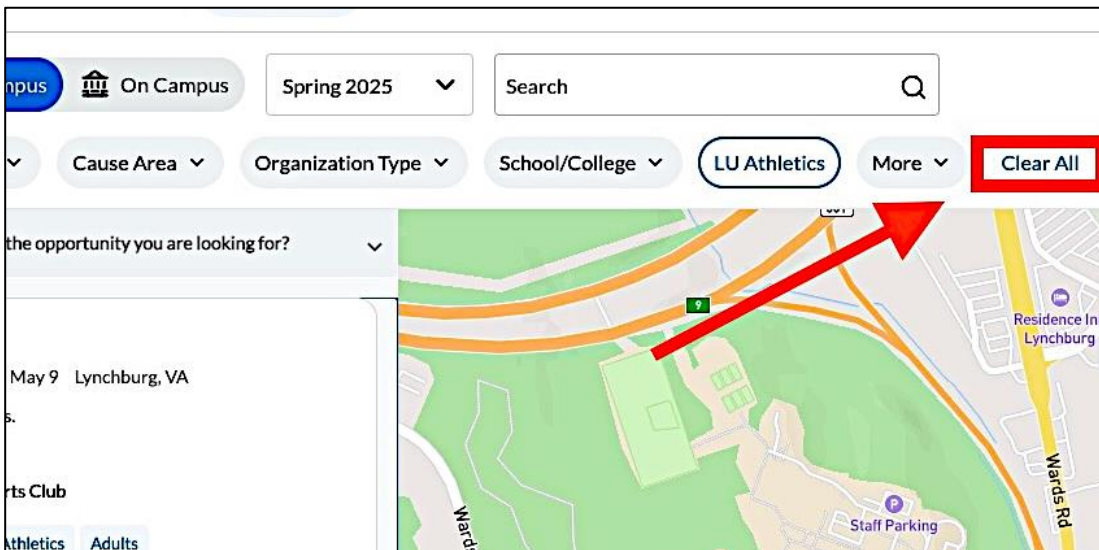 mpus On Campus Spring 2025 Search
Cause Area Organization Type School/College LU Athletics More Clear All
the opportunity you are looking for?
9
Residence In
Lynchburg
May 9 Lynchburg, VA
s.
rts Club
Wards Rd
Ward
Staff Parking
P
Athletics Adults